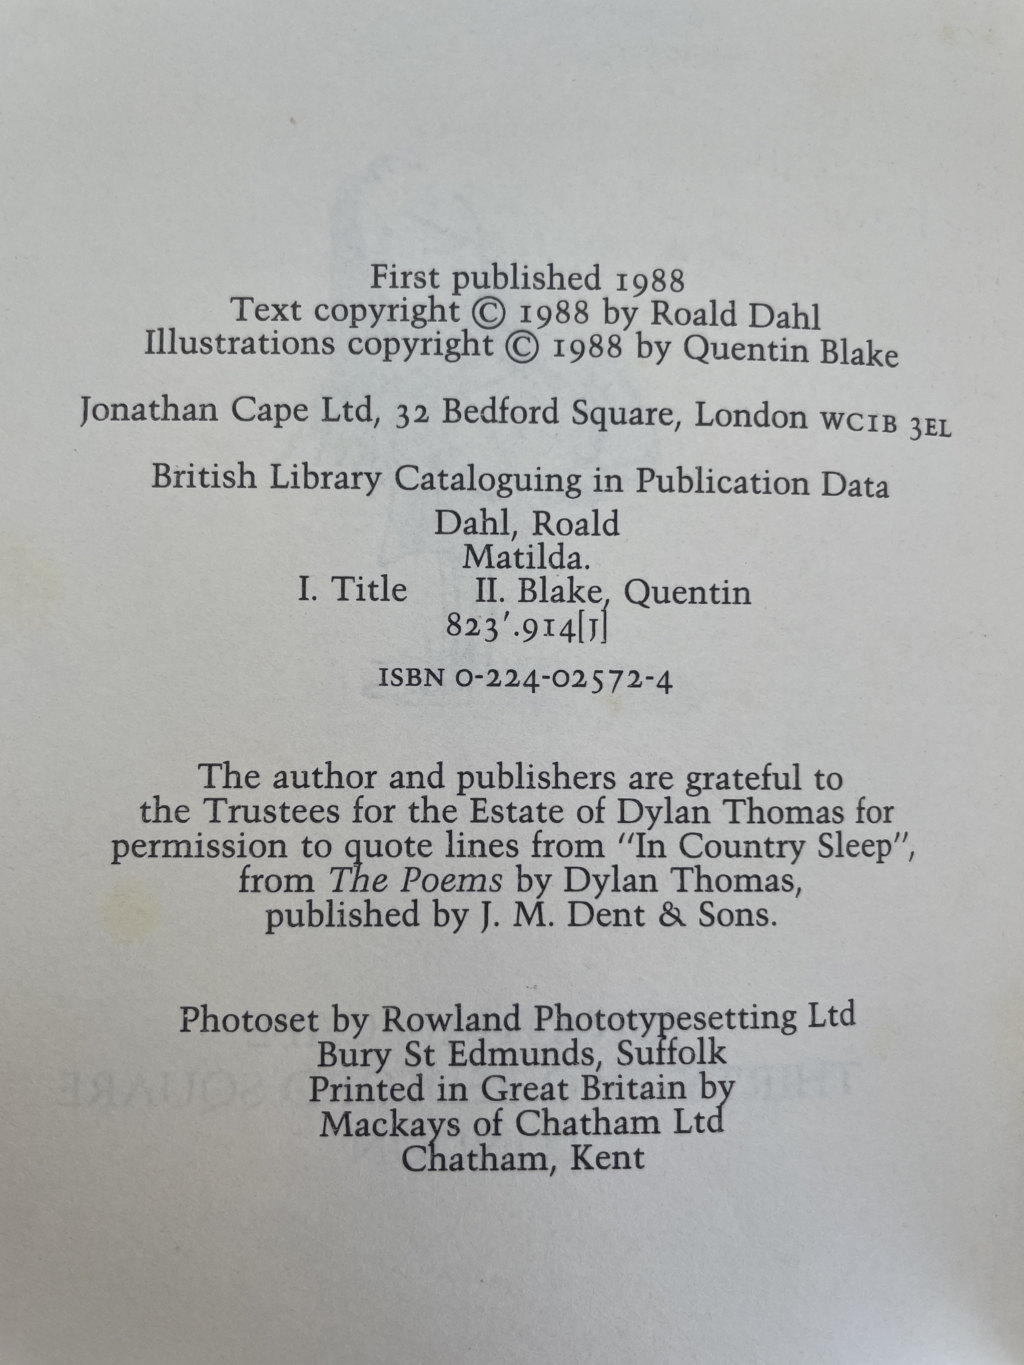 First published 1988
Text copyright © 1988 by Roald Dahl
Illustrations copyright © 1988 by Quentin Blake
Jonathan Cape Ltd, 32 Bedford Square, London WC1B 3EL
British Library Cataloguing in Publication Data
Dahl, Roald
Matilda.
I. Title II. Blake, Quentin
823'.914[J]
ISBN 0-224-02572-4
The author and publishers are grateful to
the Trustees for the Estate of Dylan Thomas for
permission to quote lines from "In Country Sleep",
from The Poems by Dylan Thomas,
published by J. M. Dent & Sons.
Photoset by Rowland Phototypesetting Ltd
Bury St Edmunds, Suffolk
Printed in Great Britain by
Mackays of Chatham Ltd
Chatham, Kent